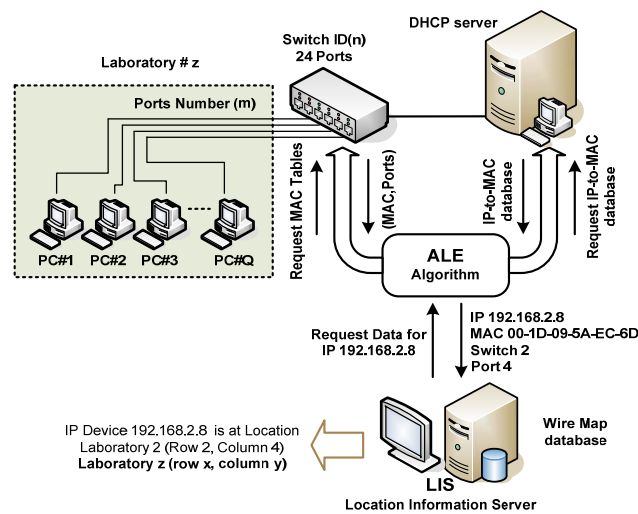 Laboratory # z
Ports Number (m)
PC#1
PC#2
PC#3
PC#Q
Switch ID(n)
24 Ports
DHCP server
Request MAC Tables
(MAC,Ports)
IP-to-MAC
database
Request IP-to-MAC
database
ALE
Algorithm
Request Data for
IP 192.168.2.8
IP 192.168.2.8
MAC 00-1D-09-5A-EC-6D
Switch 2
Port 4
IP Device 192.168.2.8 is at Location
Laboratory 2 (Row 2, Column 4)
Laboratory z (row x, column y)
Wire Map
database
LIS
Location Information Server